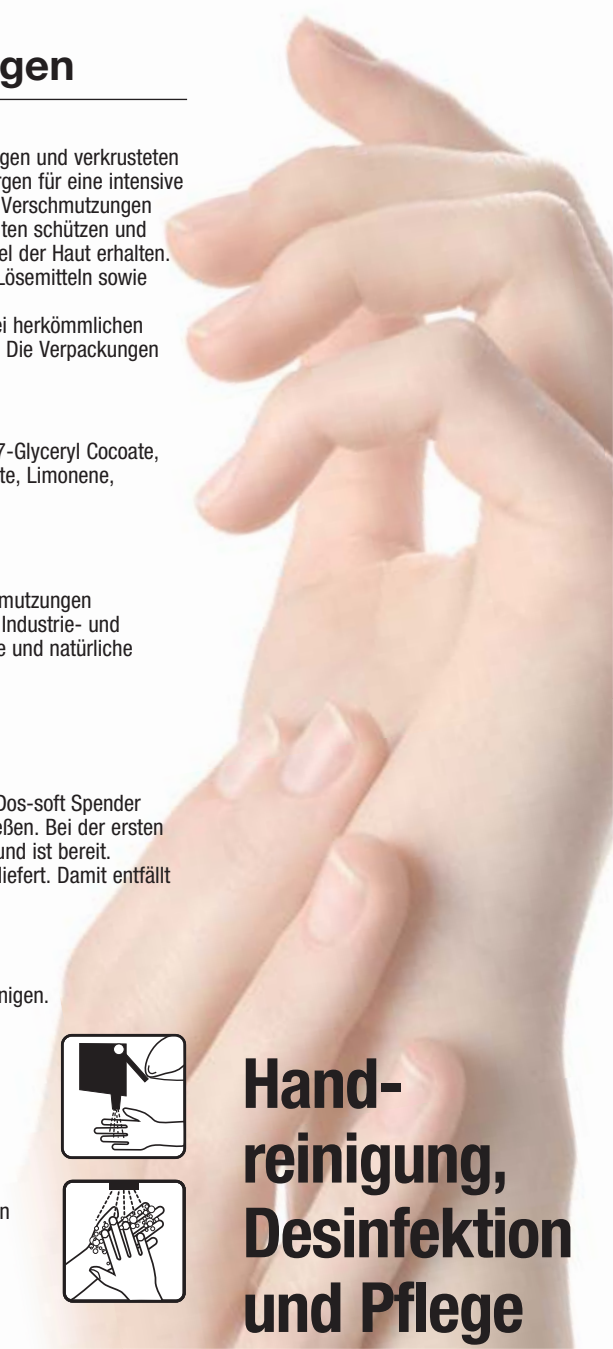 gen
gen und verkrusteten
rgen für eine intensive
Verschmutzungen
ten schützen und
el der Haut erhalten.
Lösemitteln sowie
ei herkömmlichen
Die Verpackungen
7-Glyceryl Cocoate,
te, Limonene,
mutzungen
Industrie- und
e und natürliche
Dos-soft Spender
eßen. Bei der ersten
und ist bereit.
liefert. Damit entfällt
nigen.
n
Hand-
reinigung,
Desinfektion
und Pflege